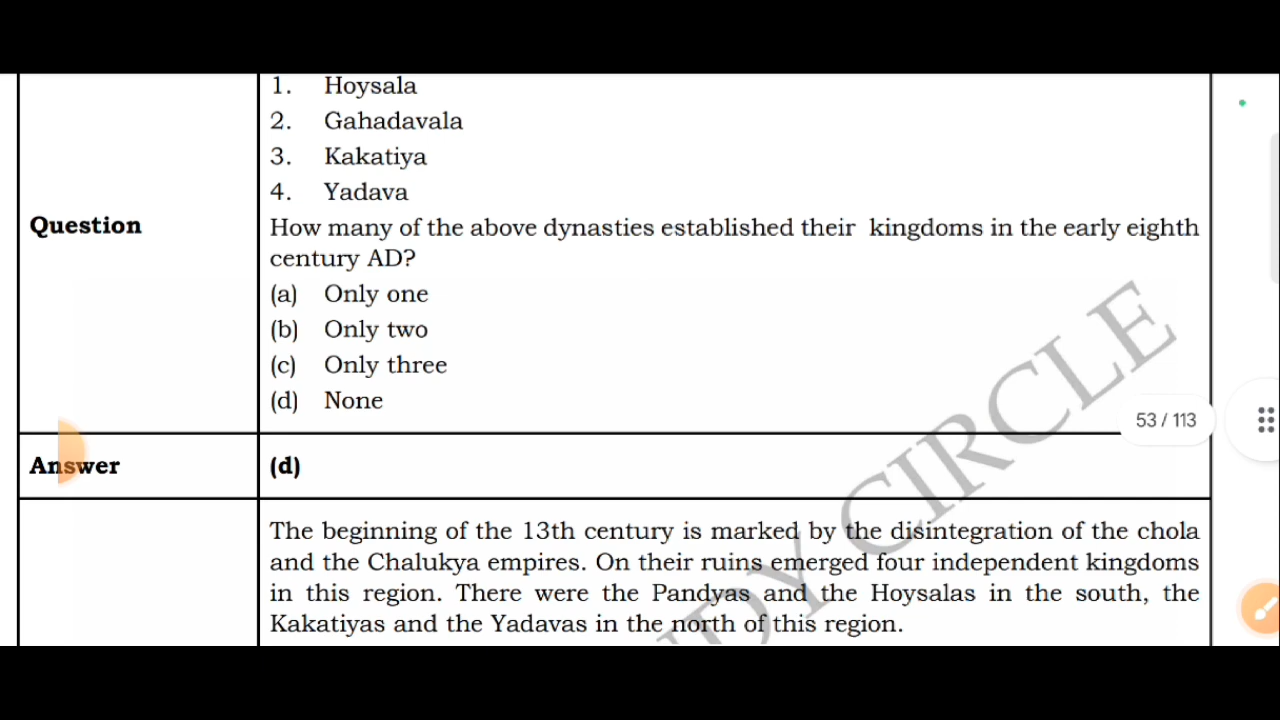 1. Hoysala
2. Gahadavala
3. Kakatiya
4. Yadava
Question
How many of the above dynasties established their kingdoms in the early eighth
century AD?
(a) Only one
(b) Only two
(c) Only three
(d) None
53 / 113
Answer
(d)
The beginning of the 13th century is marked by the disintegration of the chola
and the Chalukya empires. On their ruins emerged four independent kingdoms
in this region. There were the Pandyas and the Hoysalas in the south, the
Kakatiyas and the Yadavas in the north of this region.
CIRCLE